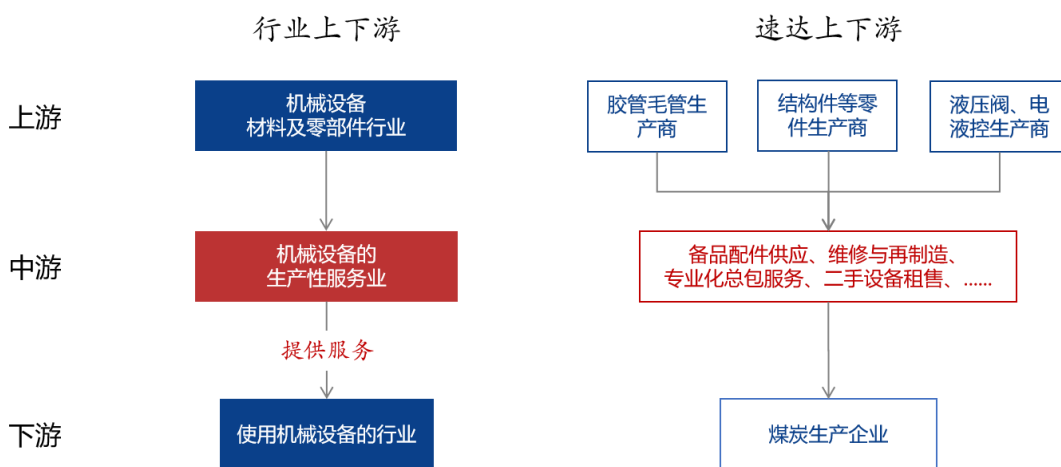 行业上下游
速达上下游
上游
机械设备
材料及零部件行业
胶管毛管生
产商
结构件等零
件生产商
液压阀、电
液控生产商
中游
机械设备的
生产性服务业
备品配件供应、维修与再制造、
专业化总包服务、二手设备租售、......
提供服务
下游
使用机械设备的行业
煤炭生产企业